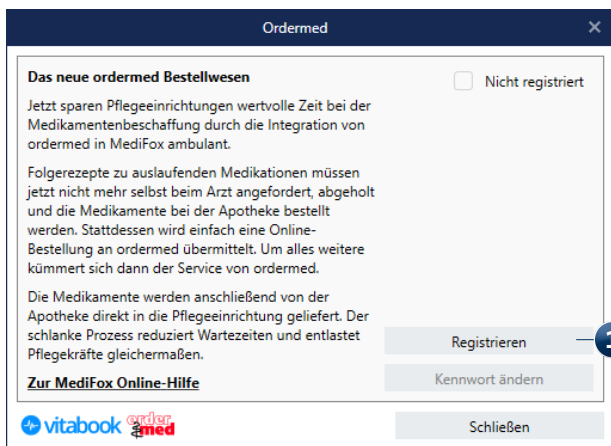 Ordermed
Das neue ordermed Bestellwesen
Nicht registriert
Jetzt sparen Pflegeeinrichtungen wertvolle Zeit bei der
Medikamentenbeschaffung durch die Integration von
ordermed in MediFox ambulant.
Folgerezepte zu auslaufenden Medikationen müssen
jetzt nicht mehr selbst beim Arzt angefordert, abgeholt
und die Medikamente bei der Apotheke bestellt
werden. Stattdessen wird einfach eine Online-
Bestellung an ordermed übermittelt. Um alles weitere
kümmert sich dann der Service von ordermed.
Die Medikamente werden anschließend von der
Apotheke direkt in die Pflegeeinrichtung geliefert. Der
schlanke Prozess reduziert Wartezeiten und entlastet
Pflegekräfte gleichermaßen.
Registrieren
Zur MediFox Online-Hilfe
Kennwort ändern
vitabook
order
med
Schließen